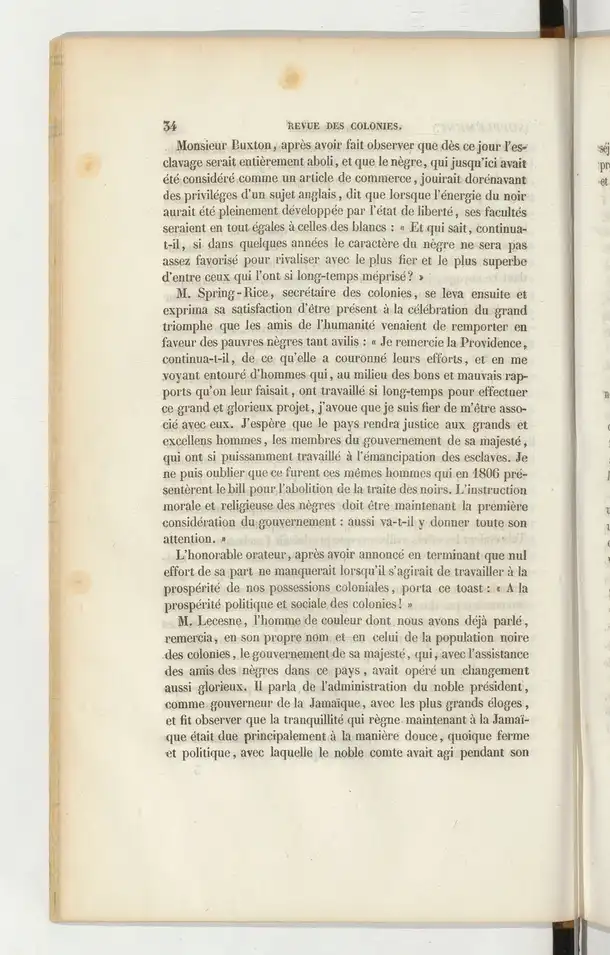 34 REVUE DES COLONIES.
Monsieur Buxton, après avoir fait observer que dès ce jour l'es-
clavage serait entièrement aboli, et que le nègre, qui jusqu'ici avait
été considéré comme un article de commerce, jouirait dorénavant
des priviléges d'un sujet anglais, dit que lorsque l'énergie du noir
aurait été pleinement développée par l'état de liberté, ses facultés
seraient en tout égales à celles des blancs : « Et qui sait, continua-
t-il, si dans quelques années le caractère du nègre ne sera pas
assez favorisé pour rivaliser avec le plus fier et le plus superbe
d'entre ceux qui l'ont si long-temps méprisé? »
M. Spring-Rice, secrétaire des colonies, se leva ensuite et
exprima sa satisfaction d'être présent à la célébration du grand
triomphe que les amis de l'humanité venaient de remporter en
faveur des pauvres nègres tant avilis : « Je remercie la Providence,
continua-t-il, de ce qu'elle a couronné leurs efforts, et en me
voyant entouré d'hommes qui, au milieu des bons et mauvais rap-
ports qu'on leur faisait, ont travaillé si long-temps pour effectuer
ce grand et glorieux projet, j'avoue que je suis fier de m'être asso-
cié avec eux. J'espère que le pays rendra justice aux grands et
excellens hommes, les membres du gouvernement de sa majesté,
qui ont si puissamment travaillé à l'émancipation des esclaves. Je
ne puis oublier que ce furent ces mêmes hommes qui en 1806 pré-
sentèrent le bill pour l'abolition de la traite des noirs. L'instruction
morale et religieuse des nègres doit être maintenant la première
considération du gouvernement : aussi va-t-il y donner toute son
attention. »
L'honorable orateur, après avoir annoncé en terminant que nul
effort de sa part ne manquerait lorsqu'il s'agirait de travailler à la
prospérité de nos possessions coloniales, porta ce toast : « A la
prospérité politique et sociale des colonies! »
M. Lecesne, l'homme de couleur dont nous avons déjà parlé,
remercia, en son propre nom et en celui de la population noire
des colonies, le gouvernement de sa majesté, qui, avec l'assistance
des amis des nègres dans ce pays, avait opéré un changement
aussi glorieux. Il parla de l'administration du noble président,
comme gouverneur de la Jamaïque, avec les plus grands éloges,
et fit observer que la tranquillité qui règne maintenant à la Jamaï-
que était due principalement à la manière douce, quoique ferme
et politique, avec laquelle le noble comte avait agi pendant son